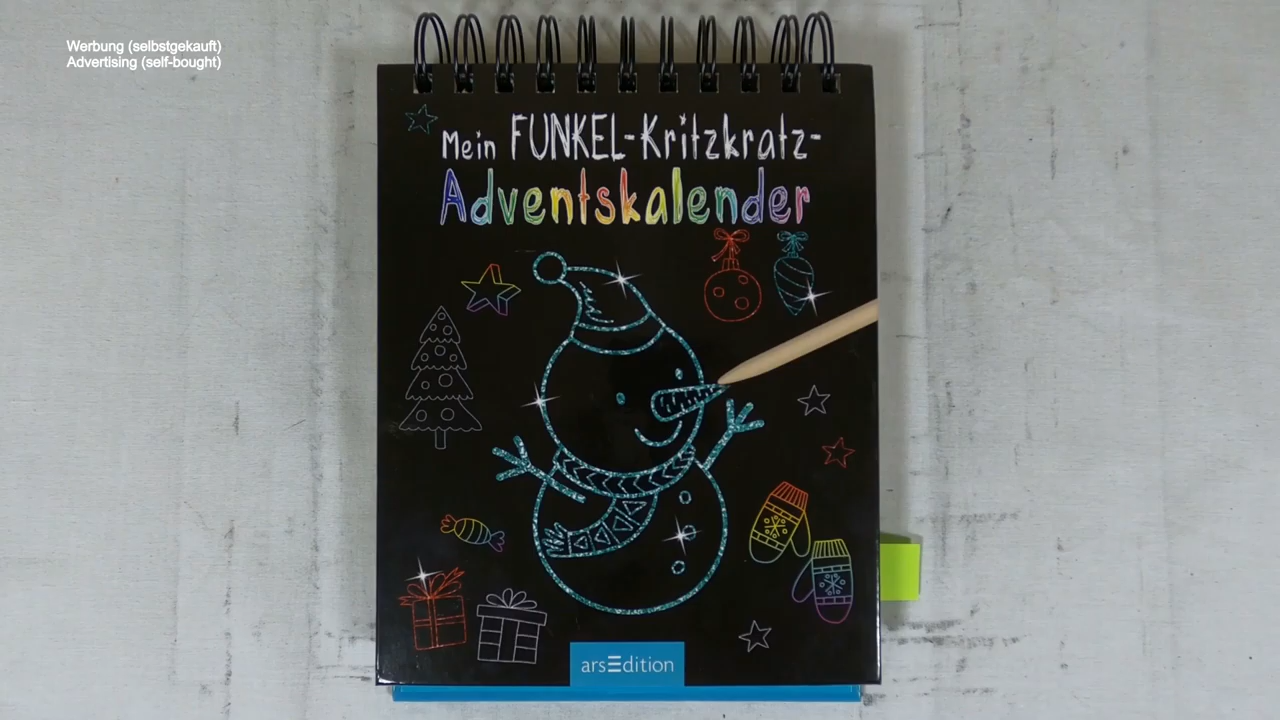 Werbung (selbstgekauft)
Advertising (self-bought)
Mein FUNKEL-Kritzkratz-
Adventskalender
arsEdition